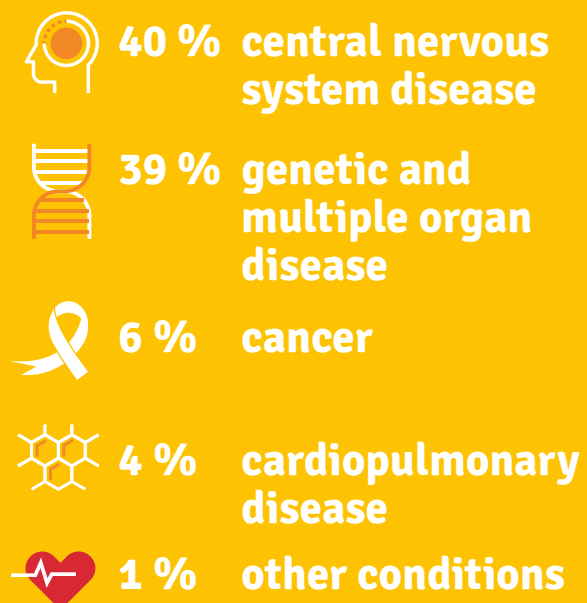 40 % central nervous
system disease
39 % genetic and
multiple organ
disease
6 % cancer
4 % cardiopulmonary
disease
1 % other conditions